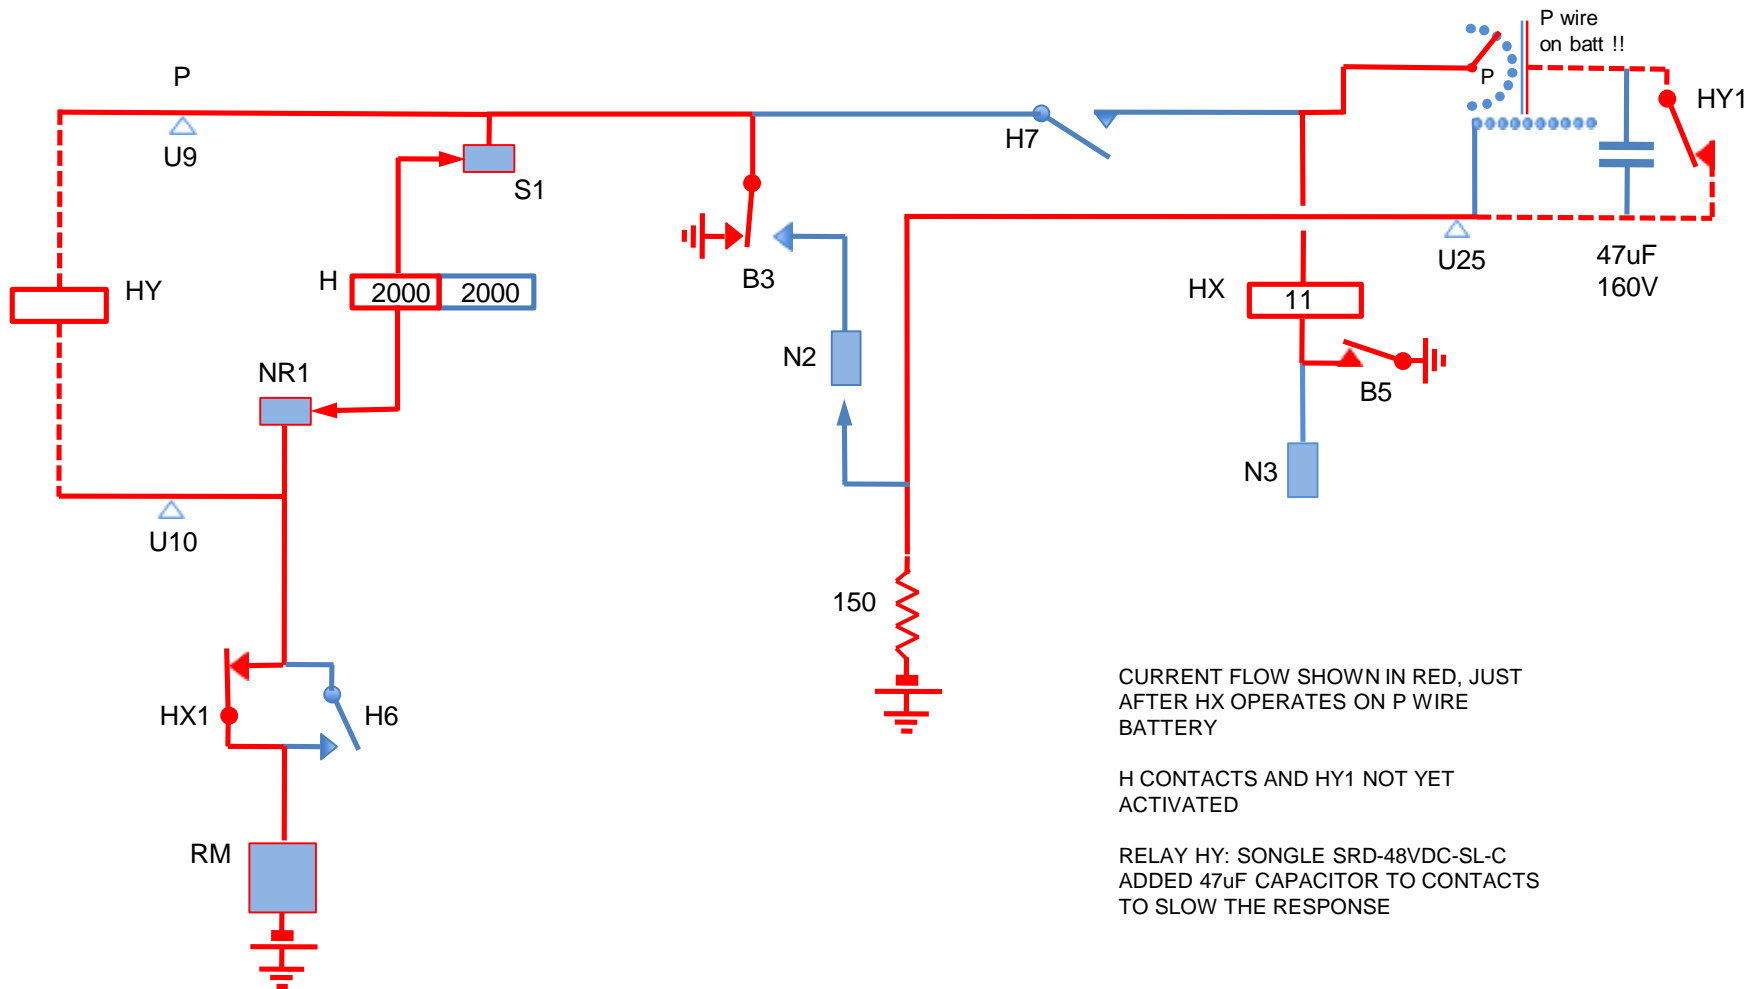 P wire
on batt !!
P
P
HY1
U9
H7
S1
B3
U25
47uF
160V
HY
H
2000
2000
HX
11
N2
NR1
B5
N3
U10
150
HX1
H6
RM
CURRENT FLOW SHOWN IN RED, JUST
AFTER HX OPERATES ON P WIRE
BATTERY
H CONTACTS AND HY1 NOT YET
ACTIVATED
RELAY HY: SONGLE SRD-48VDC-SL-C
ADDED 47uF CAPACITOR TO CONTACTS
TO SLOW THE RESPONSE